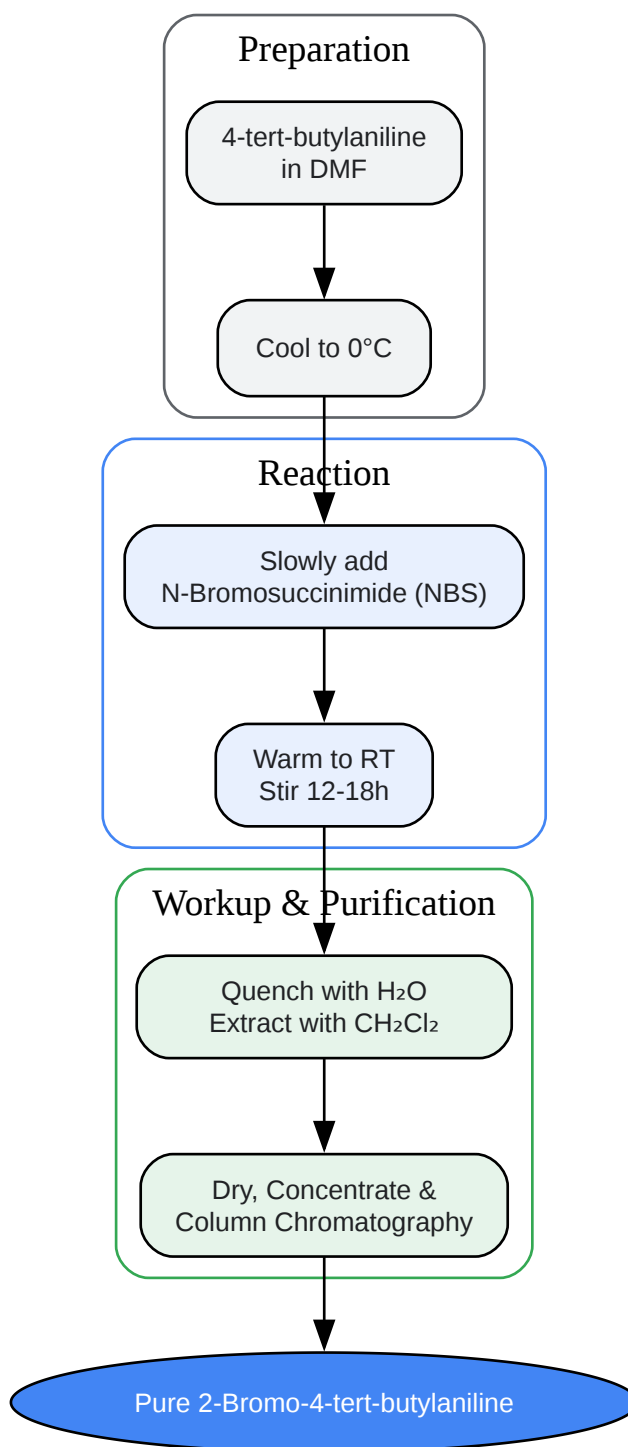 Preparation
4-tert-butylaniline
in DMF
Cool to 0°C
Reaction
Slowly add
N-Bromosuccinimide (NBS)
Warm to RT
Stir 12-18h
Workup & Purification
Quench with H₂O
Extract with CH₂Cl₂
Dry, Concentrate &
Column Chromatography
Pure 2-Bromo-4-tert-butylaniline